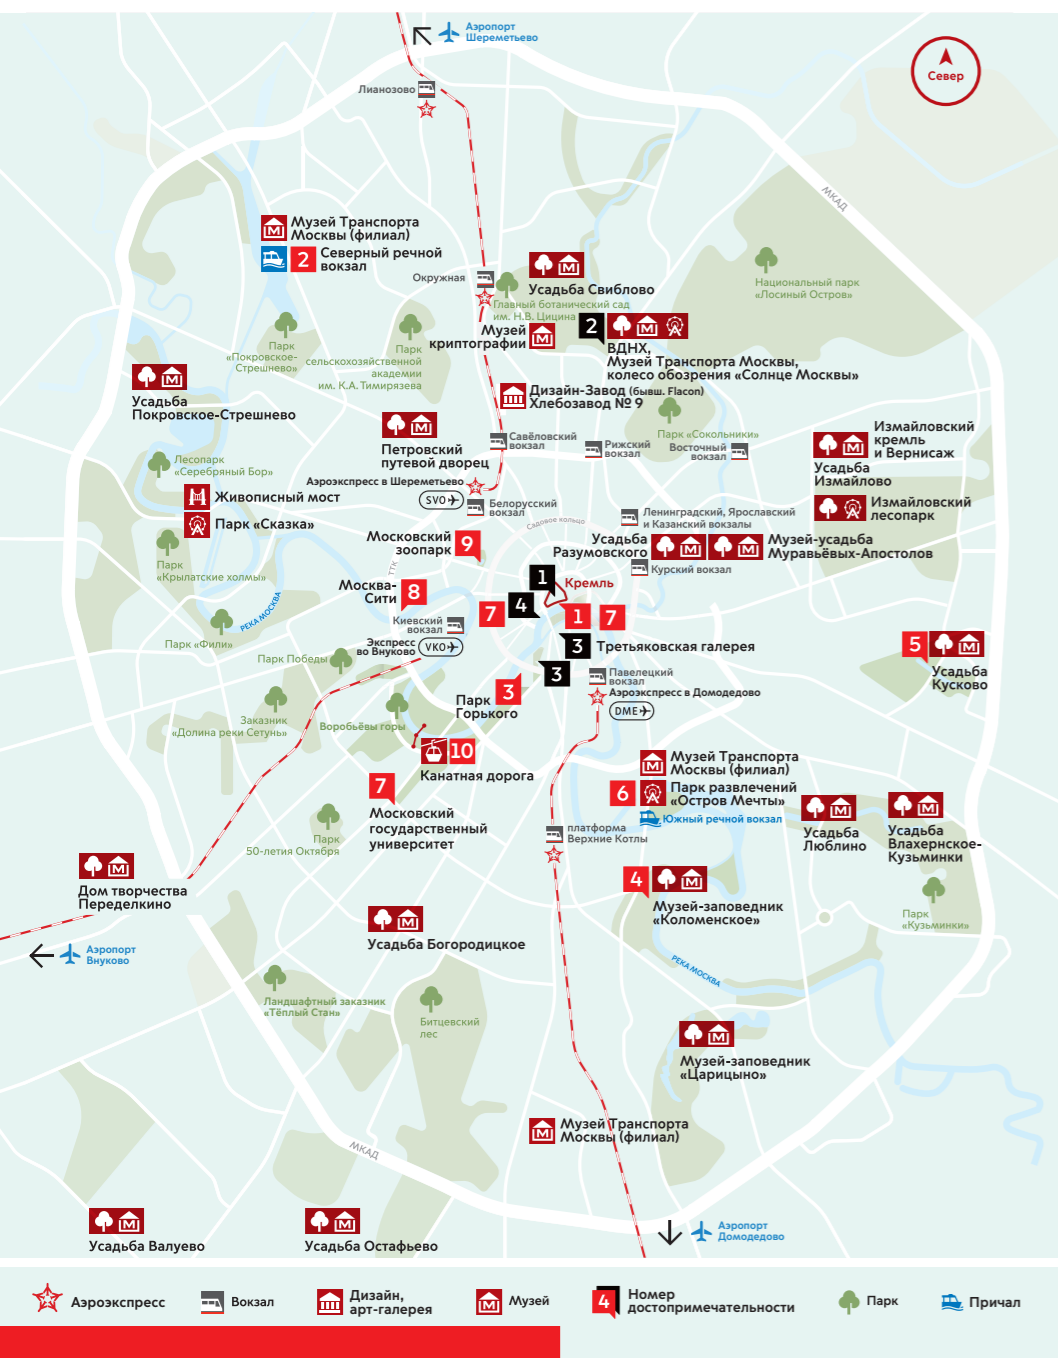 Аэропорт
Шереметьево
Север
Лианозово
МКАД
Музей Транспорта
Москвы (филиал)
2
Северный речной
вокзал
Окружная
Усадьба Свиблово
Главный ботанический сад
им. Н.В. Цицина
Национальный парк
«Лосиный Остров»
Музей
криптографии
2
ВДНХ,
Музей Транспорта Москвы,
колесо обозрения «Солнце Москвы»
Парк
«Покровское-
Стрешнево»
Парк
сельскохозяйственной
академии
им. К.А. Тимирязева
Усадьба
Покровское-Стрешнево
Дизайн-Завод (бывш. Flacon)
Хлебозавод № 9
Петровский
путевой дворец
Савёловский
вокзал
Рижский
вокзал
Парк «Сокольники»
Восточный
вокзал
Измайловский
кремль
и Вернисаж
Усадьба
Измайлово
Лесопарк
«Серебряный Бор»
Живописный мост
Парк «Сказка»
Аэроэкспресс в Шереметьево
SVO
Белорусский
вокзал
Ленинградский, Ярославский
и Казанский вокзалы
Садовое кольцо
Измайловский
лесопарк
Московский
зоопарк
9
Усадьба
Разумовского
Музей-усадьба
Муравьёвых-Апостолов
Курский вокзал
Парк
«Крылатские холмы»
ТТК
Москва-
Сити
8
1
Кремль
4
7
1
7
РЕКА МОСКВА
Парк «Фили»
Киевский
вокзал
Экспресс
во Внуково
VKO
3
Третьяковская галерея
3
5
Усадьба
Кусково
Парк Победы
Павелецкий
вокзал
Аэроэкспресс в Домодедово
DME
Парк
Горького
3
Заказник
«Долина реки Сетунь»
Воробьёвы горы
10
Канатная дорога
7
Московский
государственный
университет
Музей Транспорта
Москвы (филиал)
6
Парк развлечений
«Остров Мечты»
Южный речной вокзал
Усадьба
Люблино
Усадьба
Влахернское-
Кузьминки
Парк
50-летия Октября
платформа
Верхние Котлы
Дом творчества
Переделкино
4
Музей-заповедник
«Коломенское»
Парк
«Кузьминки»
Усадьба Богородицкое
Аэропорт
Внуково
РЕКА МОСКВА
Ландшафтный заказник
«Тёплый Стан»
Битцевский
лес
Музей-заповедник
«Царицыно»
Музей Транспорта
Москвы (филиал)
МКАД
Усадьба Валуево
Усадьба Остафьево
Аэропорт
Домодедово
Аэроэкспресс
Вокзал
Дизайн,
арт-галерея
Музей
4
Номер
достопримечательности
Парк
Причал